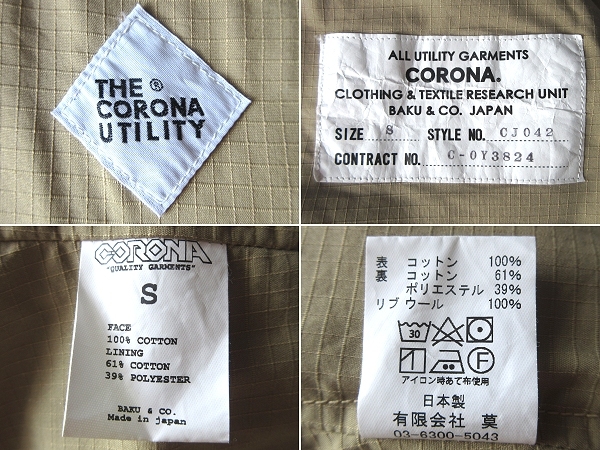 THE ®
CORONA
UTILITY
ALL UTILITY GARMENTS
CORONA.
CLOTHING & TEXTILE RESEARCH UNIT
BAKU & CO. JAPAN
SIZE S STYLE NO. CJ042
CONTRACT NO. C-0Y3824
CORONA
"QUALITY GARMENTS"
S
FACE
100% COTTON
LINING
61% COTTON
39% POLYESTER
BAKU & CO.
Made in japan
表 コットン 100%
裏 コットン 61%
ポリエステル 39%
リブ ウール 100%
30
F
アイロン時あて布使用
日本製
有限会社 莫
03-6300-5043